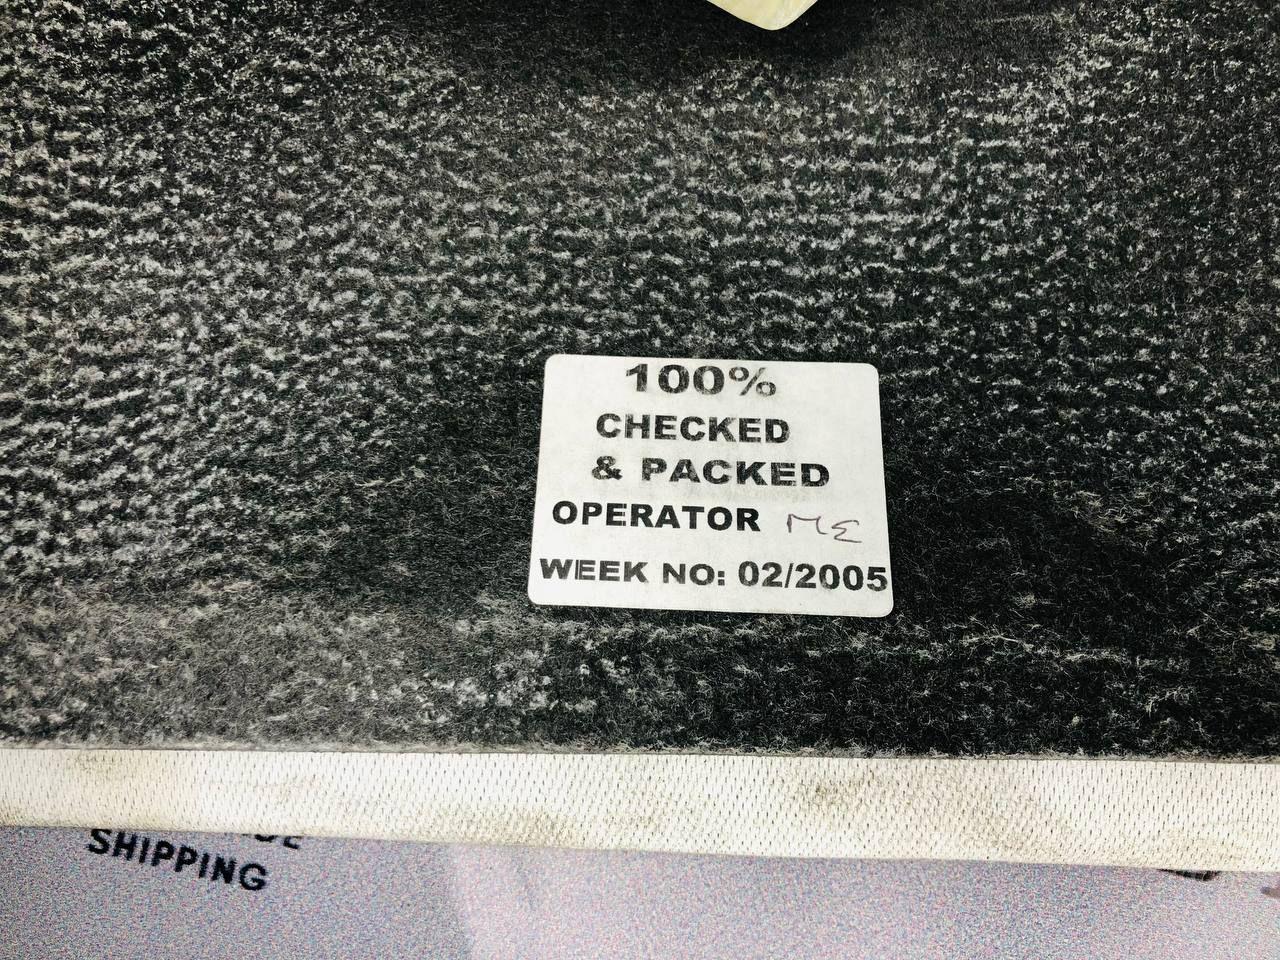 100%
CHECKED
& PACKED
OPERATOR ME
WEEK NO: 02/2005
SHIPPING